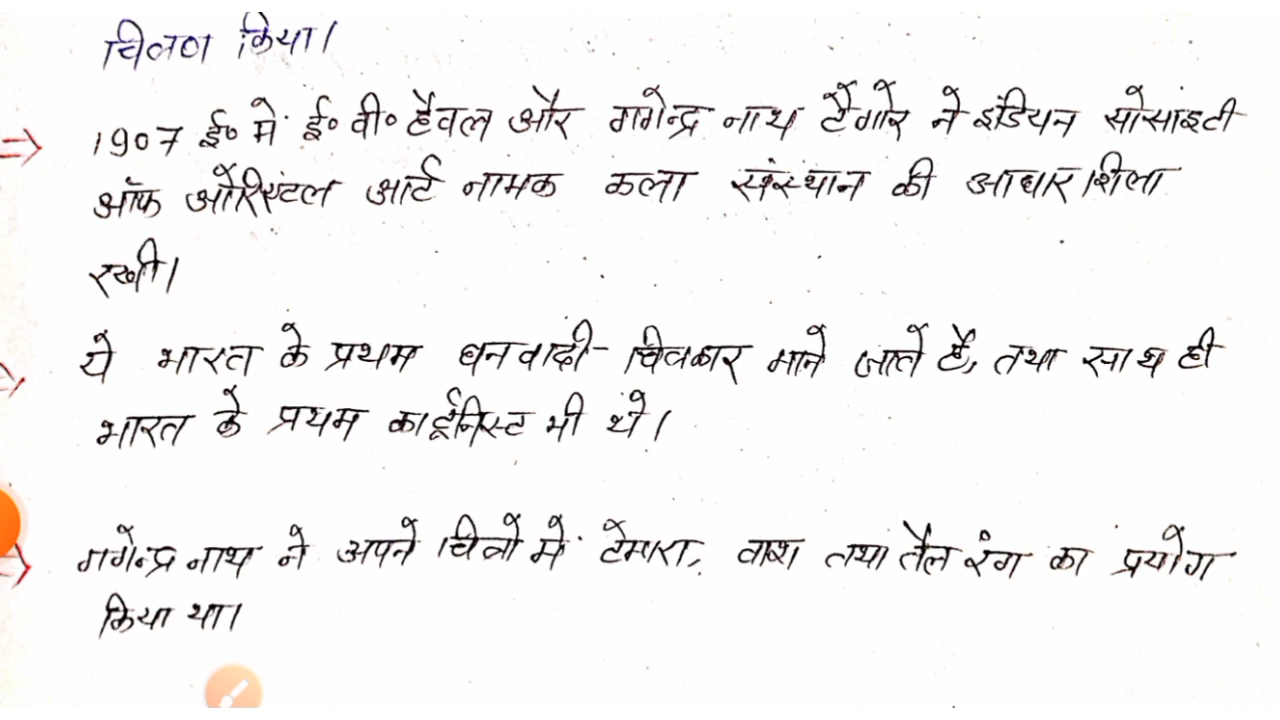 चित्रण किया।
⇒ 1907 ई० में ई० वी० हैवल और गगेन्द्र नाथ टैगोर ने इंडियन सोसाइटी
ऑफ ओरिएंटल आर्ट नामक कला संस्थान की आधारशिला
रखी।
ये भारत के प्रथम घनवादी चित्रकार माने जाते हैं, तथा साथ ही
भारत के प्रथम कार्टूनिस्ट भी थे।
गगेन्द्र नाथ ने अपने चित्रों में टेम्परा, वाश तथा तैल रंग का प्रयोग
किया था।